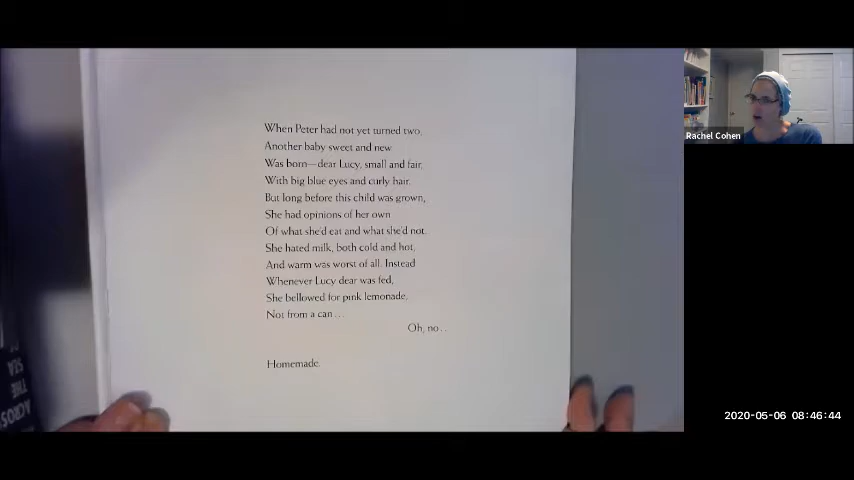 When Peter had not yet turned two,
Another baby sweet and new
Was born—dear Lucy, small and fair,
With big blue eyes and curly hair.
But long before this child was grown,
She had opinions of her own
Of what she'd eat and what she'd not.
She hated milk, both cold and hot,
And warm was worst of all. Instead
Whenever Lucy dear was fed,
She bellowed for pink lemonade,
Not from a can . . .
Oh, no . .
Homemade.
ACROSS
THE
SEA
Rachel Cohen
2020-05-06 08:46:44